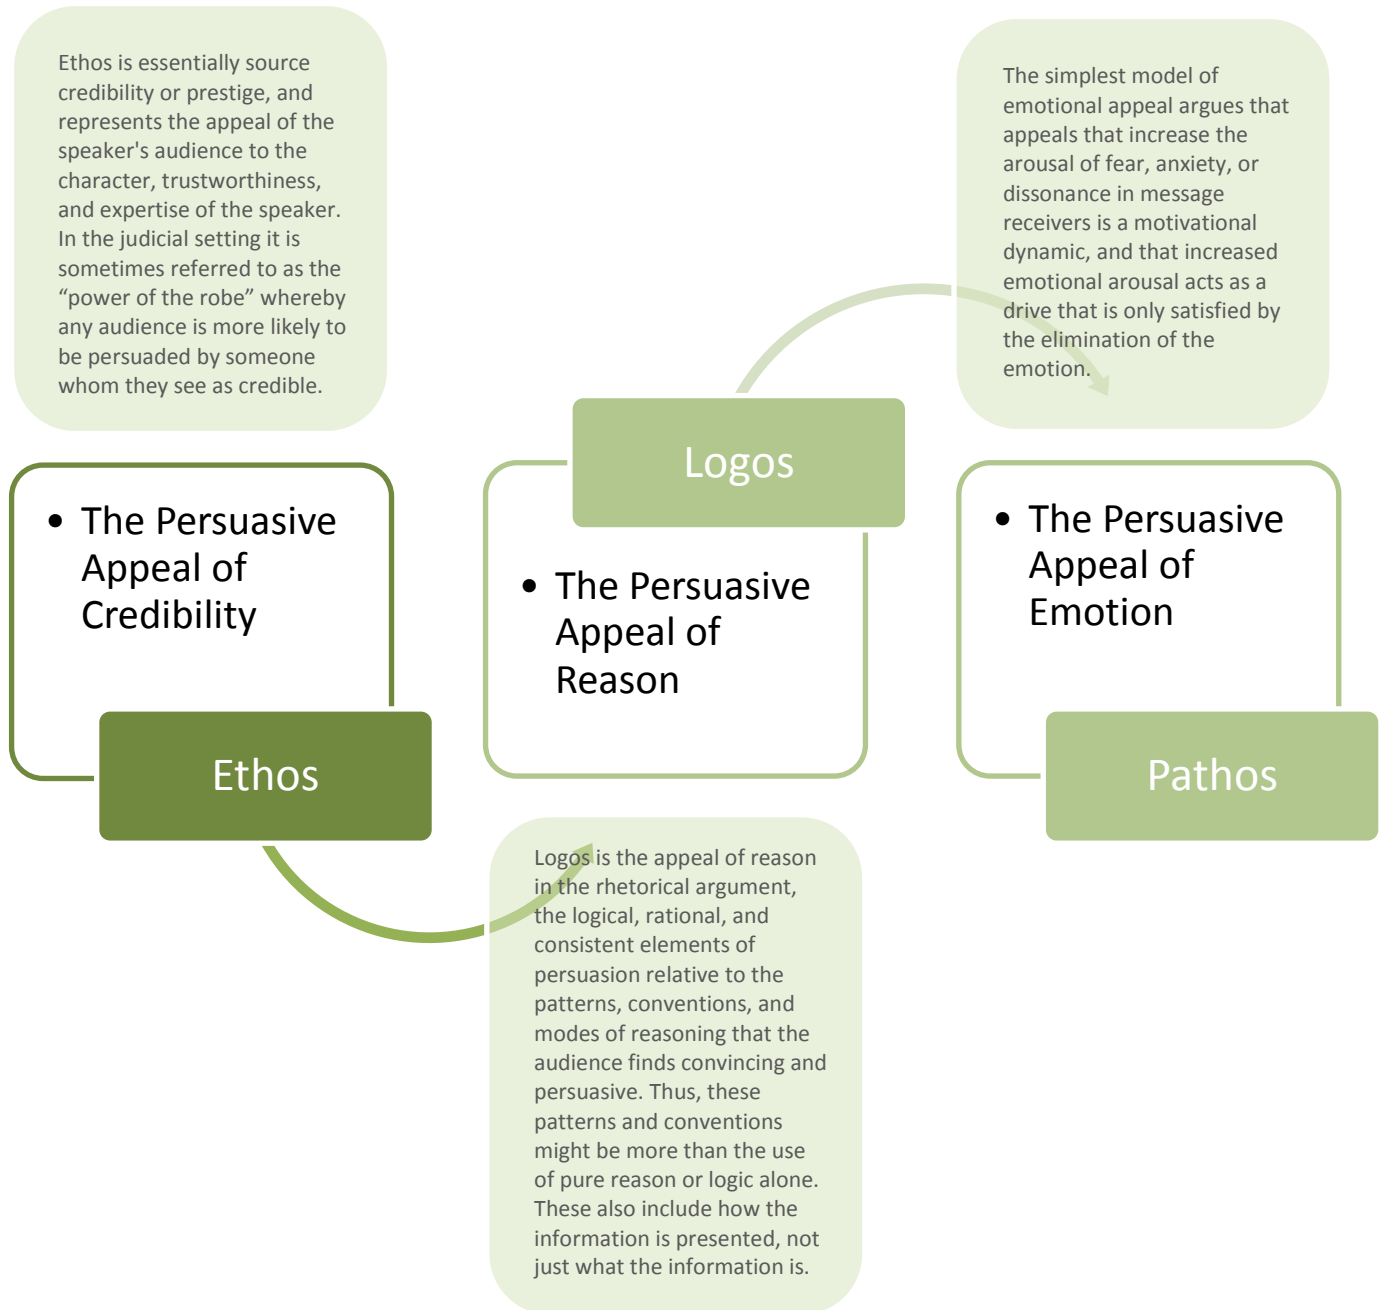 Ethos is essentially source
credibility or prestige, and
represents the appeal of the
speaker's audience to the
character, trustworthiness,
and expertise of the speaker.
In the judicial setting it is
sometimes referred to as the
“power of the robe” whereby
any audience is more likely to
be persuaded by someone
whom they see as credible.
• The Persuasive
Appeal of
Credibility
Ethos
Logos
• The Persuasive
Appeal of
Reason
Logos is the appeal of reason
in the rhetorical argument,
the logical, rational, and
consistent elements of
persuasion relative to the
patterns, conventions, and
modes of reasoning that the
audience finds convincing and
persuasive. Thus, these
patterns and conventions
might be more than the use
of pure reason or logic alone.
These also include how the
information is presented, not
just what the information is.
The simplest model of
emotional appeal argues that
appeals that increase the
arousal of fear, anxiety, or
dissonance in message
receivers is a motivational
dynamic, and that increased
emotional arousal acts as a
drive that is only satisfied by
the elimination of the
emotion.
• The Persuasive
Appeal of
Emotion
Pathos